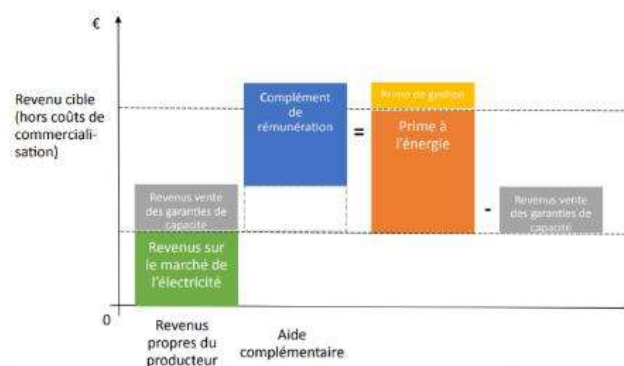 €
Revenu cible
(hors coûts de
commerciali-
sation)
Complément
de
rémunération
=
Prime de gestion
Prime à
l'énergie
Revenus vente
des garanties de
capacité
-
Revenus vente
des garanties de
capacité
Revenus sur
le marché de
l'électricité
0
Revenus
propres du
producteur
Aide
complémentaire